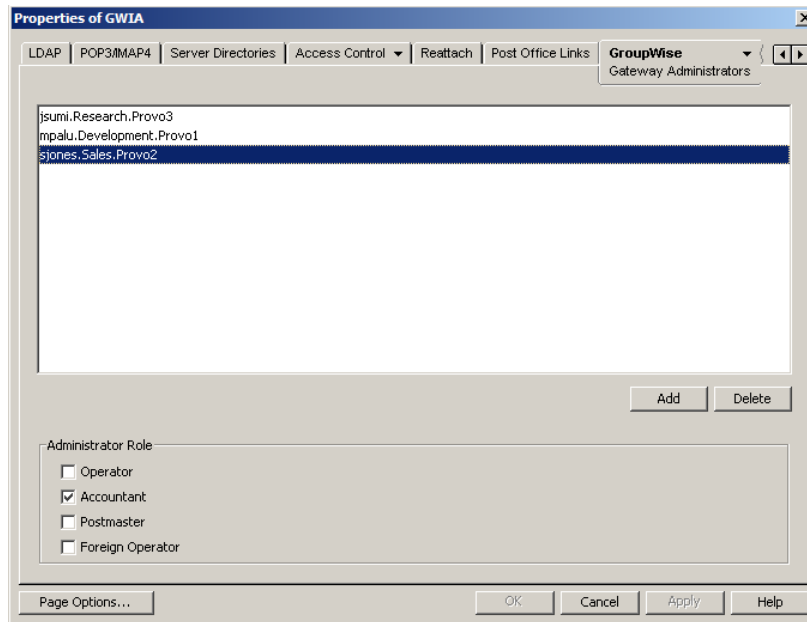 Properties of GWIA
LDAP POP3/IMAP4 Server Directories Access Control Reattach Post Office Links GroupWise
Gateway Administrators
jsumi.Research.Provo3
mpalu.Development.Provo1
sjones.Sales.Provo2
Add Delete
Administrator Role
Operator
Accountant
Postmaster
Foreign Operator
Page Options... OK Cancel Apply Help